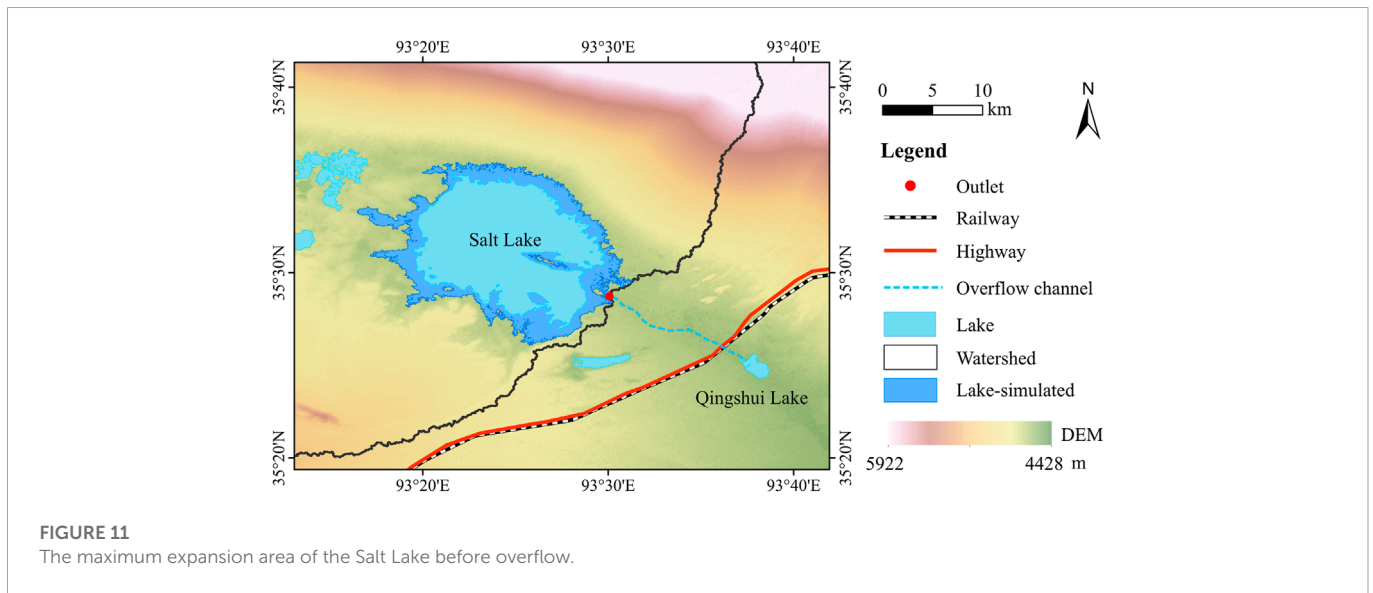 93°20'E 93°30'E 93°40'E
35°40'N
35°40'N
0 5 10
km
N
Legend
Outlet
Railway
Salt Lake
Highway
35°30'N
35°30'N
Overflow channel
Lake
Watershed
Lake-simulated
Qingshui Lake
DEM
5922 4428 m
35°20'N
35°20'N
93°20'E 93°30'E 93°40'E
FIGURE 11
The maximum expansion area of the Salt Lake before overflow.